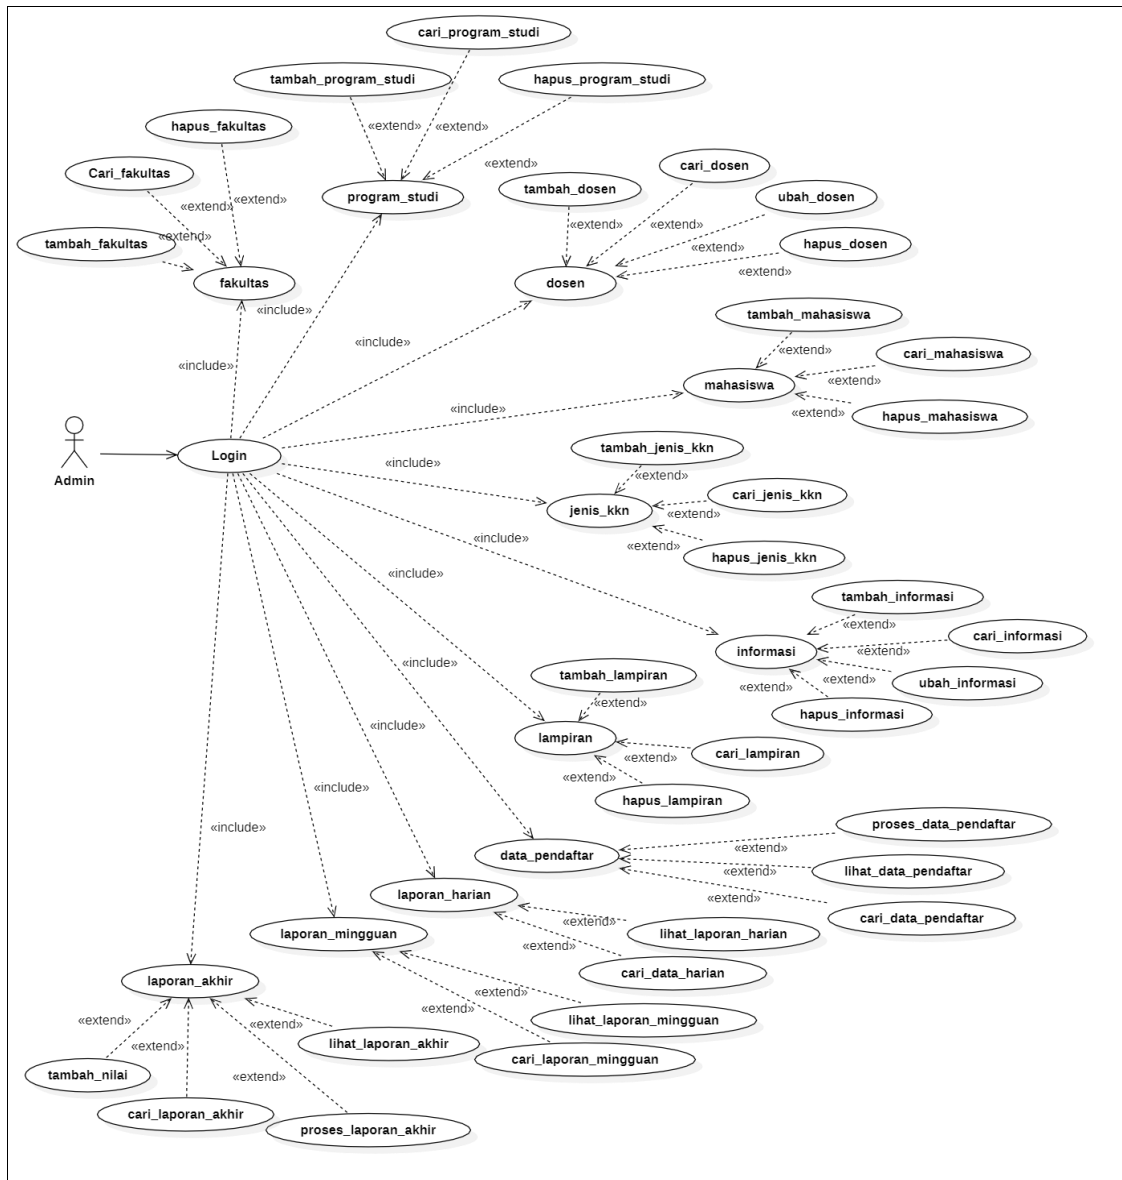 cari_program_studi
tambah_program_studi
hapus_program_studi
«extend»
«extend»
hapus_fakultas
Cari_fakultas
«extend»
«extend»
tambah_fakultas
«extend»
fakultas
program_studi
«extend»
cari_dosen
tambah_dosen
ubah_dosen
«extend»
«extend»
hapus_dosen
«extend»
«extend»
dosen
«include»
«include»
«include»
tambah_mahasiswa
«extend»
cari_mahasiswa
mahasiswa
«extend»
hapus_mahasiswa
«extend»
«include»
Admin
Login
tambah_jenis_kkn
«include»
«extend»
cari_jenis_kkn
jenis_kkn
«extend»
«extend»
hapus_jenis_kkn
«include»
«include»
tambah_informasi
«extend»
cari_informasi
informasi
«extend»
«extend»
ubah_informasi
«extend»
hapus_informasi
«include»
tambah_lampiran
«extend»
lampiran
«include»
«extend»
cari_lampiran
«extend»
hapus_lampiran
«include»
«include»
proses_data_pendaftar
«extend»
data_pendaftar
«extend»
lihat_data_pendaftar
«extend»
cari_data_pendaftar
laporan_harian
«extend»
lihat_laporan_harian
«extend»
cari_data_harian
laporan_mingguan
«extend»
lihat_laporan_mingguan
«extend»
cari_laporan_mingguan
laporan_akhir
«extend»
«extend»
lihat_laporan_akhir
«extend»
tambah_nilai
«extend»
cari_laporan_akhir
proses_laporan_akhir